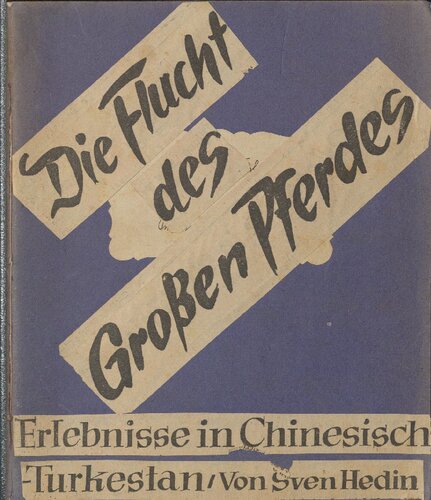 Die Flucht
des
Großen Pferdes
Erlebnisse in Chinesisch
Turkestan/Von Sven Hedin